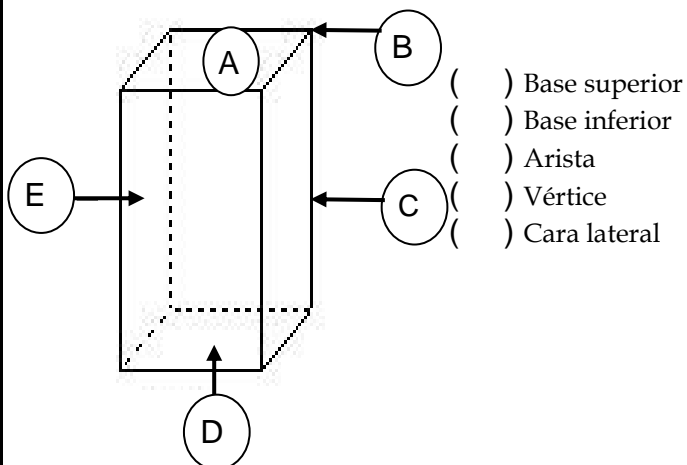 A
B
( ) Base superior
( ) Base inferior
( ) Arista
E
C
( ) Vértice
( ) Cara lateral
D